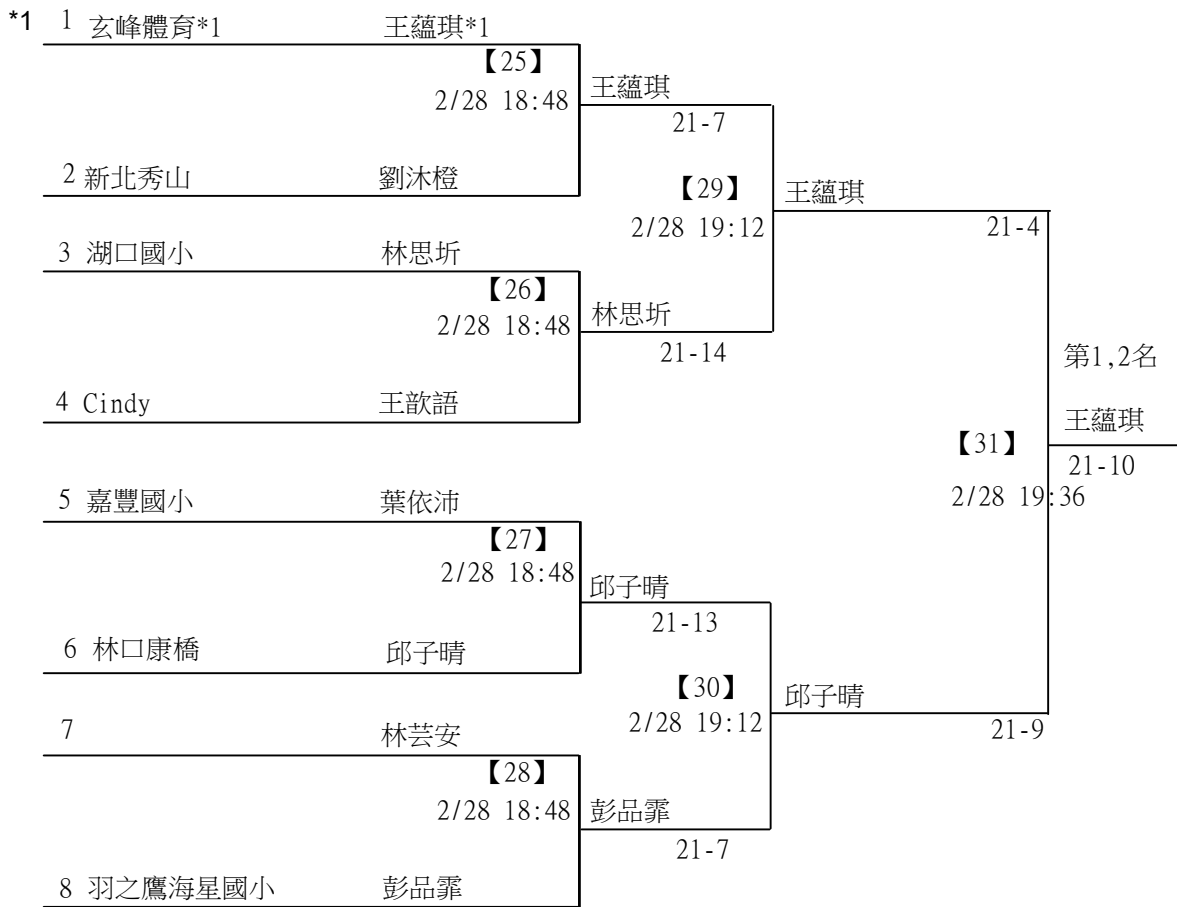 *1 1 玄峰體育*1 王蘊琪*1
【25】
2/28 18:48
王蘊琪
21-7
2 新北秀山 劉沐橙
【29】
2/28 19:12
王蘊琪
21-4
3 湖口國小 林思圻
【26】
2/28 18:48
林思圻
21-14
4 Cindy 王歆語
第1,2名
王蘊琪
【31】
21-10
2/28 19:36
5 嘉豐國小 葉依沛
【27】
2/28 18:48
邱子晴
21-13
6 林口康橋 邱子晴
【30】
2/28 19:12
邱子晴
21-9
7 林芸安
【28】
2/28 18:48
彭品霏
21-7
8 羽之鷹海星國小 彭品霏